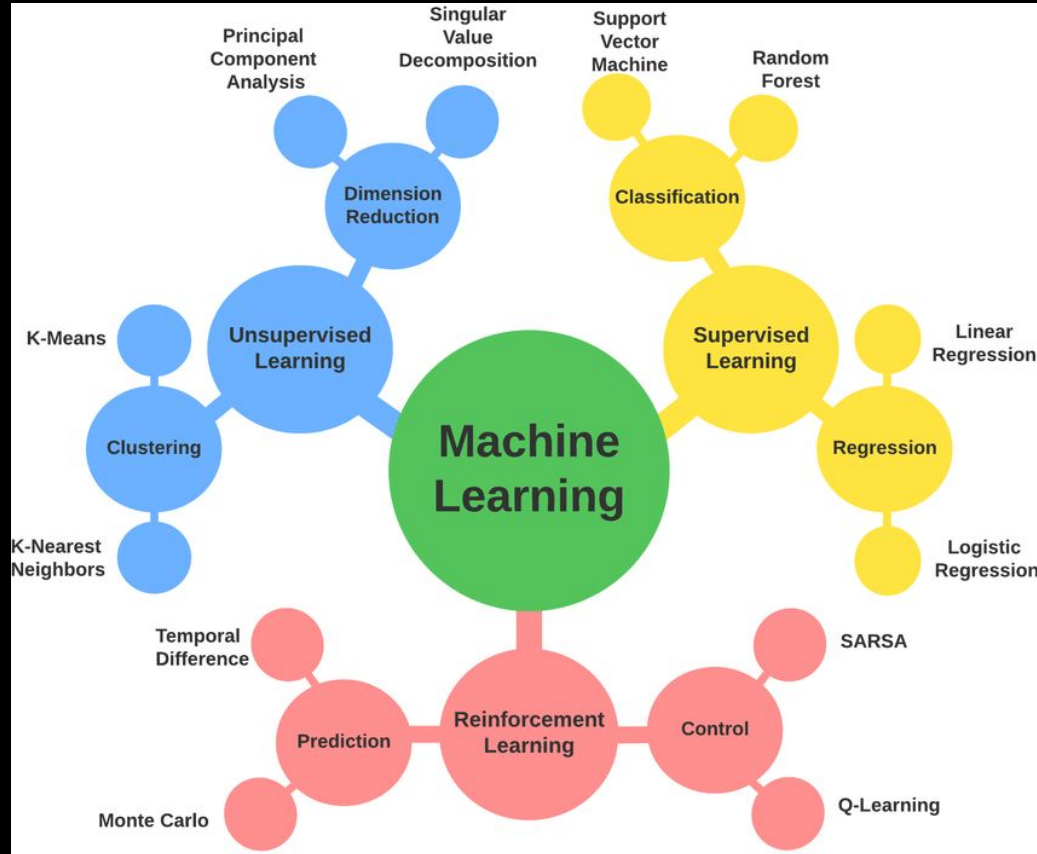 Singular
Value
Decomposition
Principal
Component
Analysis
Support
Vector
Machine
Random
Forest
Dimension
Reduction
Classification
Unsupervised
Learning
Supervised
Learning
K-Means
Linear
Regression
Clustering
Machine
Learning
Regression
K-Nearest
Neighbors
Logistic
Regression
Temporal
Difference
SARSA
Prediction
Reinforcement
Learning
Control
Monte Carlo
Q-Learning